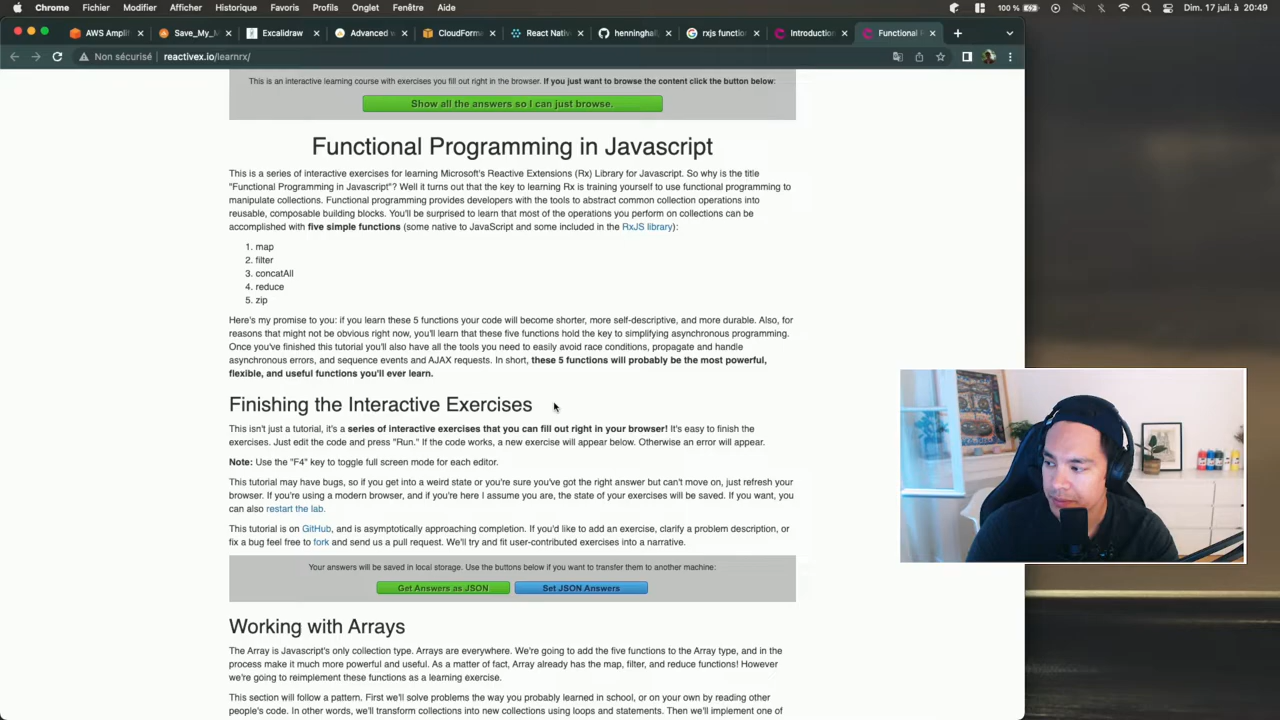 Chrome Fichier Modifier Afficher Historique Favoris Profils Onglet Fenêtre Aide 100 % Dim. 17 juil. à 20:49
AWS Ampli Save_My_M Excalidraw Advanced v CloudForm React Nativ henninghall rxjs functio Introduction Functional
Non sécurisé reactivex.io/learnrx/
This is an interactive learning course with exercises you fill out right in the browser. If you just want to browse the content click the button below:
Show all the answers so I can just browse.
Functional Programming in Javascript
This is a series of interactive exercises for learning Microsoft's Reactive Extensions (Rx) Library for Javascript. So why is the title
"Functional Programming in Javascript"? Well it turns out that the key to learning Rx is training yourself to use functional programming to
manipulate collections. Functional programming provides developers with the tools to abstract common collection operations into
reusable, composable building blocks. You'll be surprised to learn that most of the operations you perform on collections can be
accomplished with five simple functions (some native to JavaScript and some included in the RxJS library):
1. map
2. filter
3. concatAll
4. reduce
5. zip
Here's my promise to you: if you learn these 5 functions your code will become shorter, more self-descriptive, and more durable. Also, for
reasons that might not be obvious right now, you'll learn that these five functions hold the key to simplifying asynchronous programming.
Once you've finished this tutorial you'll also have all the tools you need to easily avoid race conditions, propagate and handle
asynchronous errors, and sequence events and AJAX requests. In short, these 5 functions will probably be the most powerful,
flexible, and useful functions you'll ever learn.
Finishing the Interactive Exercises
This isn't just a tutorial, it's a series of interactive exercises that you can fill out right in your browser! It's easy to finish the
exercises. Just edit the code and press "Run." If the code works, a new exercise will appear below. Otherwise an error will appear.
Note: Use the "F4" key to toggle full screen mode for each editor.
This tutorial may have bugs, so if you get into a weird state or you're sure you've got the right answer but can't move on, just refresh your
browser. If you're using a modern browser, and if you're here I assume you are, the state of your exercises will be saved. If you want, you
can also restart the lab.
This tutorial is on GitHub, and is asymptotically approaching completion. If you'd like to add an exercise, clarify a problem description, or
fix a bug feel free to fork and send us a pull request. We'll try and fit user-contributed exercises into a narrative.
Your answers will be saved in local storage. Use the buttons below if you want to transfer them to another machine:
Get Answers as JSON Set JSON Answers
Working with Arrays
The Array is Javascript's only collection type. Arrays are everywhere. We're going to add the five functions to the Array type, and in the
process make it much more powerful and useful. As a matter of fact, Array already has the map, filter, and reduce functions! However
we're going to reimplement these functions as a learning exercise.
This section will follow a pattern. First we'll solve problems the way you probably learned in school, or on your own by reading other
people's code. In other words, we'll transform collections into new collections using loops and statements. Then we'll implement one of